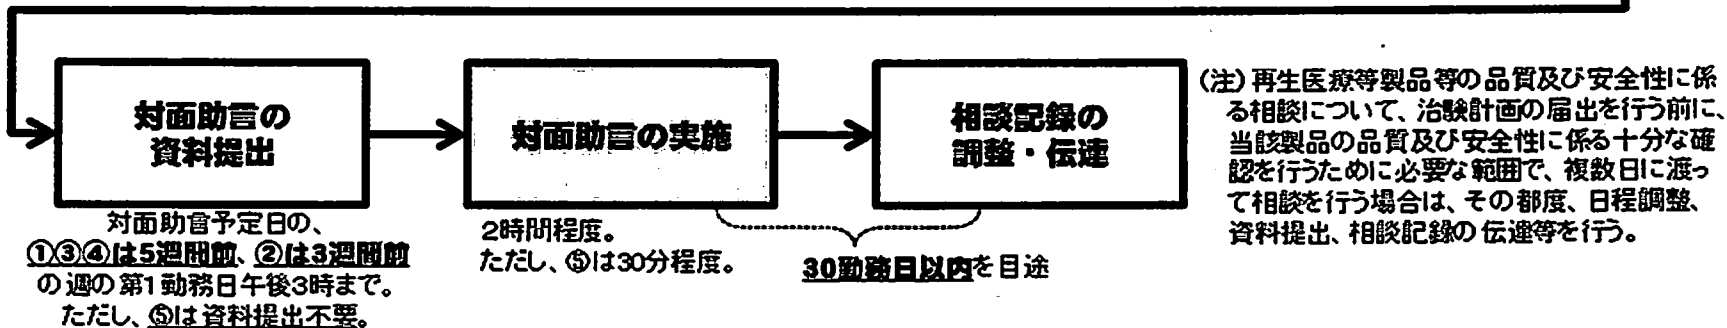 対面助言の
資料提出
対面助言の実施
相談記録の
調整・伝達
対面助言予定日の、
①③④は5週間前、②は3週間前
の週の第1勤務日午後3時まで。
ただし、⑤は資料提出不要。
2時間程度。
ただし、⑤は30分程度。
30勤務日以内を目途
(注)再生医療等製品等の品質及び安全性に係
る相談について、治験計画の届出を行う前に、
当該製品の品質及び安全性に係る十分な確
認を行うために必要な範囲で、複数日に渡っ
て相談を行う場合は、その都度、日程調整、
資料提出、相談記録の伝達等を行う。